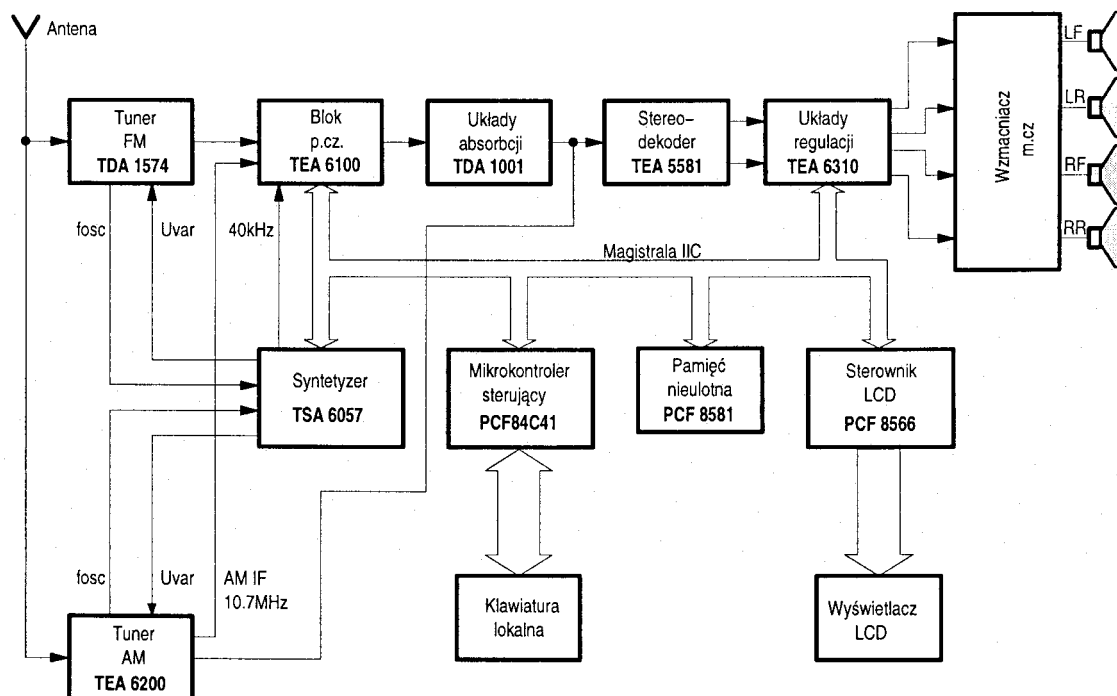 Antena
Tuner
FM
TDA 1574
Blok
p.cz.
TEA 6100
Układy
absorbcji
TDA 1001
Stereo-
dekoder
TEA 5581
Układy
regulacji
TEA 6310
Wzmacniacz
m.cz
LF
LR
RF
RR
fosc
Uvar
40kHz
Magistrala IIC
Syntetyzer
TSA 6057
Mikrokontroler
sterujący
PCF84C41
Pamięć
nieulotna
PCF 8581
Sterownik
LCD
PCF 8566
fosc
Uvar
AM IF
10.7MHz
Klawiatura
lokalna
Wyświetlacz
LCD
Tuner
AM
TEA 6200